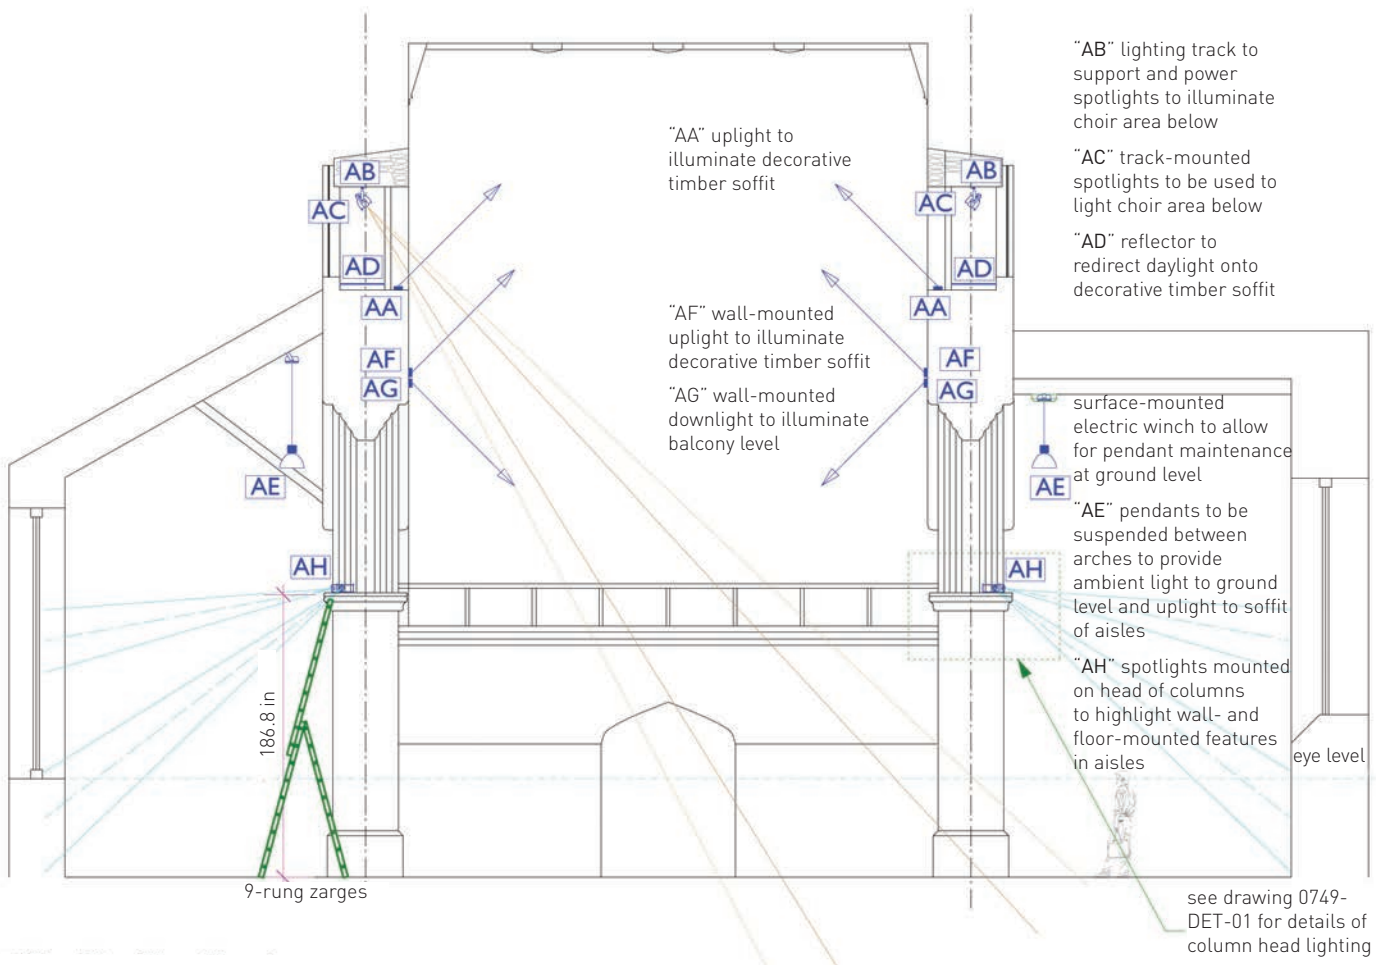 "AA" uplight to
illuminate decorative
timber soffit
"AF" wall-mounted
uplight to illuminate
decorative timber soffit
"AG" wall-mounted
downlight to illuminate
balcony level
"AB" lighting track to
support and power
spotlights to illuminate
choir area below
"AC" track-mounted
spotlights to be used to
light choir area below
"AD" reflector to
redirect daylight onto
decorative timber soffit
surface-mounted
electric winch to allow
for pendant maintenance
at ground level
"AE" pendants to be
suspended between
arches to provide
ambient light to ground
level and uplight to soffit
of aisles
"AH" spotlights mounted
on head of columns
to highlight wall- and
floor-mounted features
in aisles
eye level
see drawing 0749-
DET-01 for details of
column head lighting
AB
AC
AD
AA
AF
AG
AE
AH
186.8 in
9-rung zarges
AB
AC
AD
AA
AF
AG
AE
AH